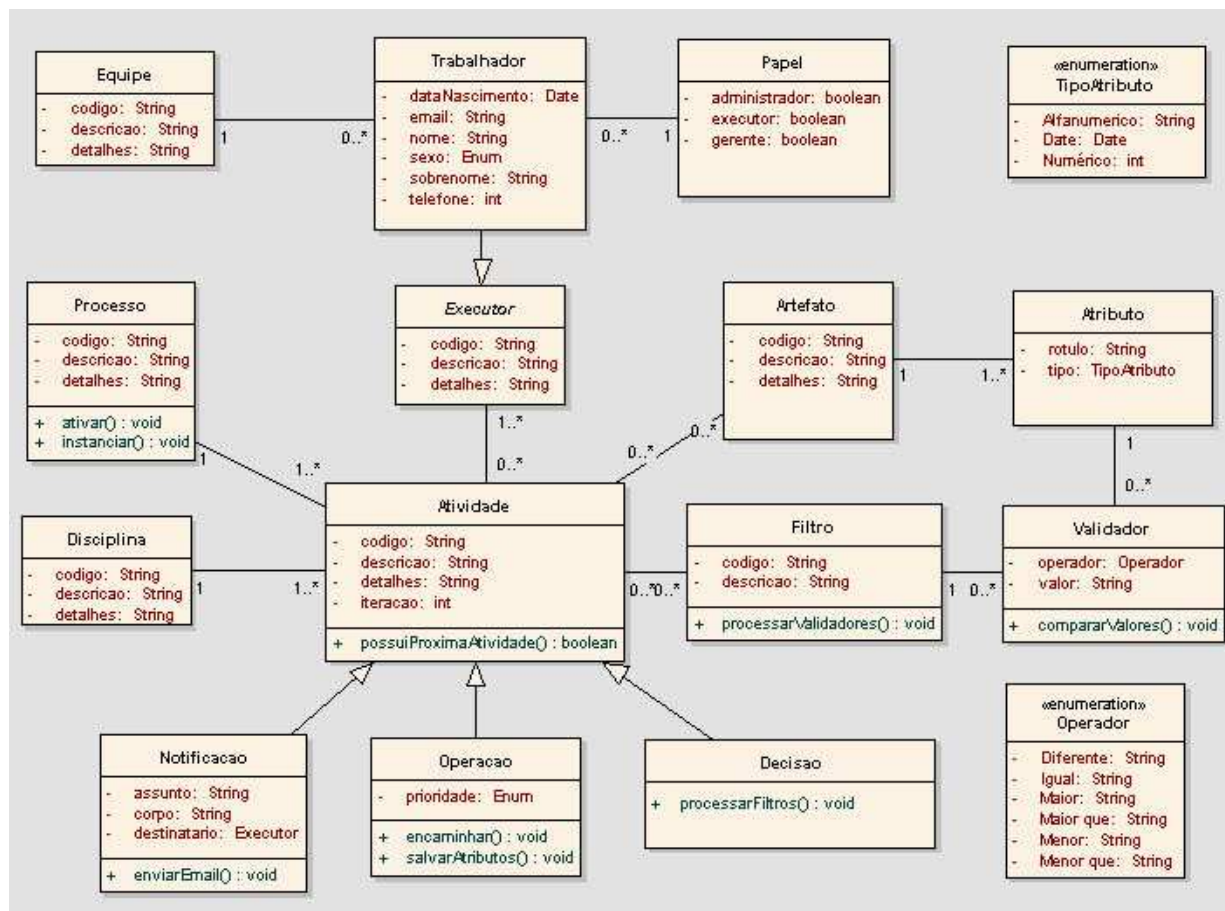 Equipe
- codigo: String
- descricao: String
- detalhes: String
1
0..*
Trabalhador
- dataNascimento: Date
- email: String
- nome: String
- sexo: Enum
- sobrenome: String
- telefone: int
0..*
1
Papel
- administrador: boolean
- executor: boolean
- gerente: boolean
«enumeration»
TipoAtributo
- Alfanumerico: String
- Date: Date
- Numérico: int
Processo
- codigo: String
- descricao: String
- detalhes: String
+ ativar() : void
+ instanciar() : void
1
1..*
Executor
- codigo: String
- descricao: String
- detalhes: String
1..*
0..*
Artefato
- codigo: String
- descricao: String
- detalhes: String
0..*
0..*
1
1..*
Atributo
- rotulo: String
- tipo: TipoAtributo
1
0..*
Disciplina
- codigo: String
- descricao: String
- detalhes: String
1
1..*
Atividade
- codigo: String
- descricao: String
- detalhes: String
- iteracao: int
+ possuiProximaAtividade() : boolean
0..*
0..*
Filtro
- codigo: String
- descricao: String
+ processarValidadores() : void
1
0..*
Validador
- operador: Operador
- valor: String
+ compararValores() : void
Notificacao
- assunto: String
- corpo: String
- destinatario: Executor
+ enviarEmail() : void
Operacao
- prioridade: Enum
+ encaminhar() : void
+ salvarAtributos() : void
Decisao
+ processarFiltros() : void
«enumeration»
Operador
- Diferente: String
- Igual: String
- Maior: String
- Maior que: String
- Menor: String
- Menor que: String